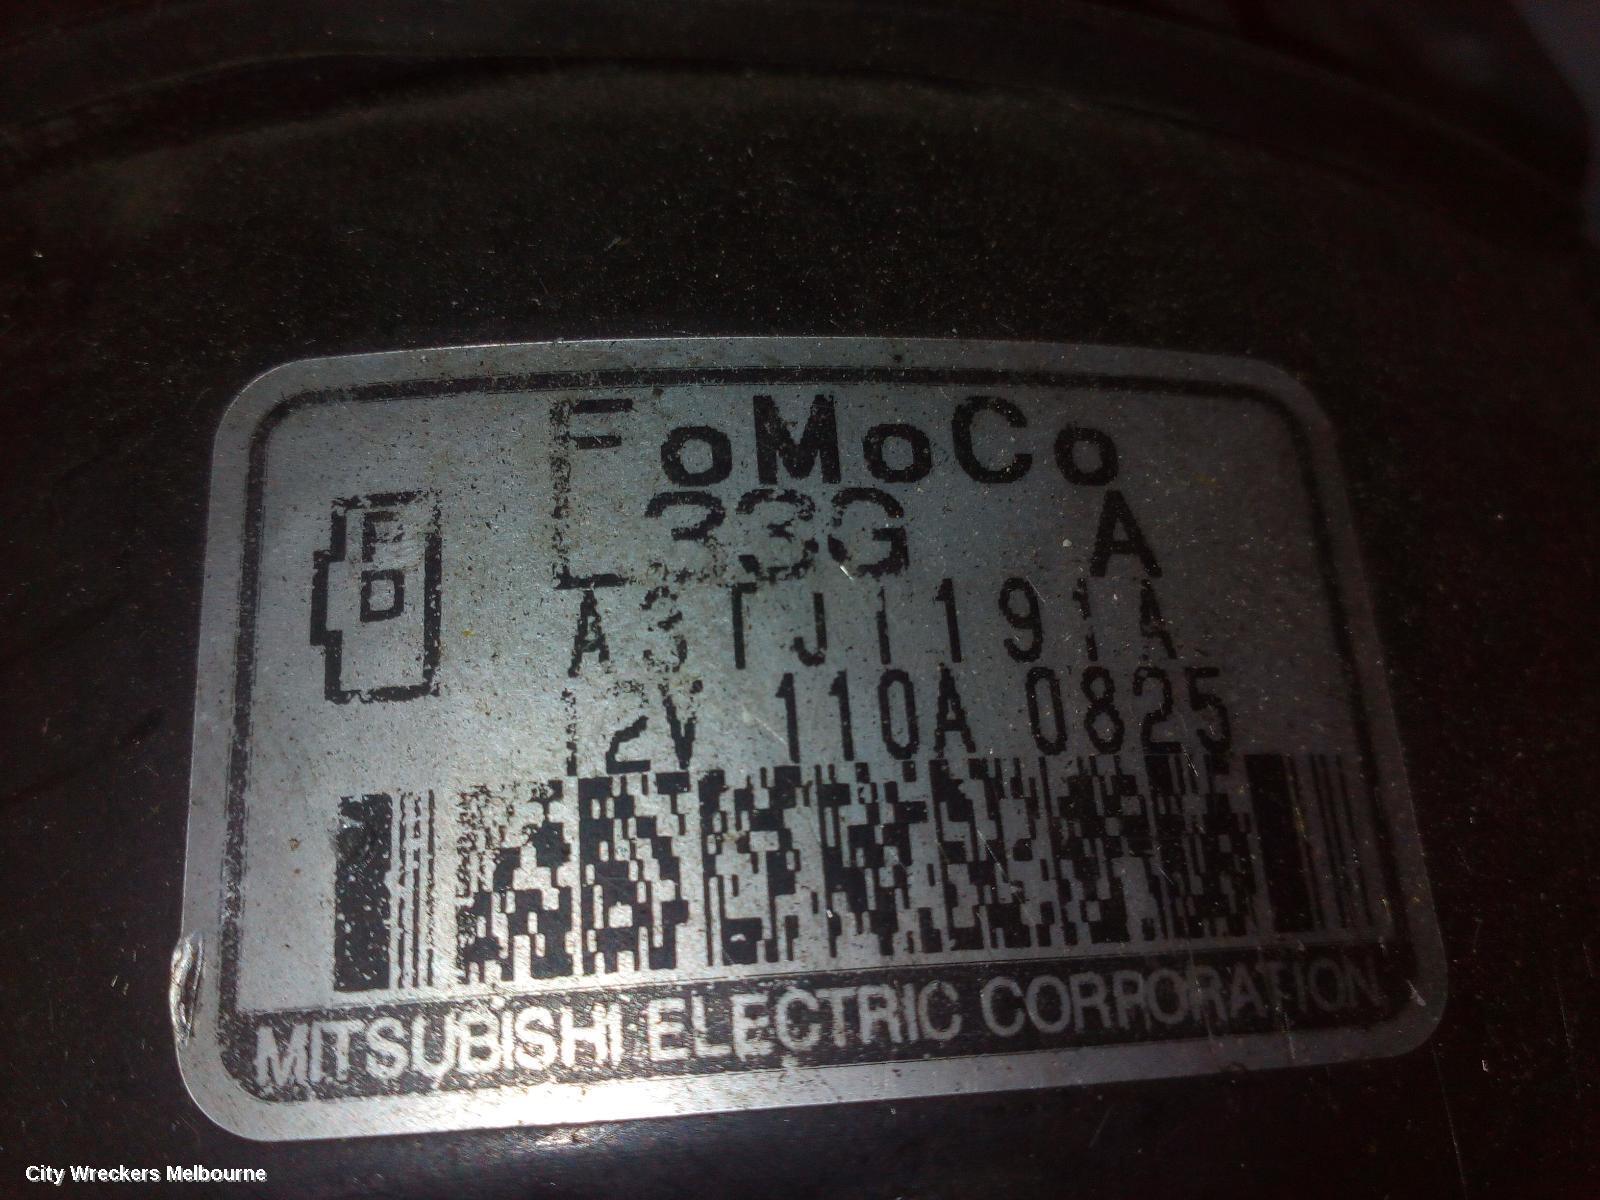 FoMoCo
L33G A
F
D
A3TJ1191A
12V 110A 0825
MITSUBISHI ELECTRIC CORPORATION
City Wreckers Melbourne